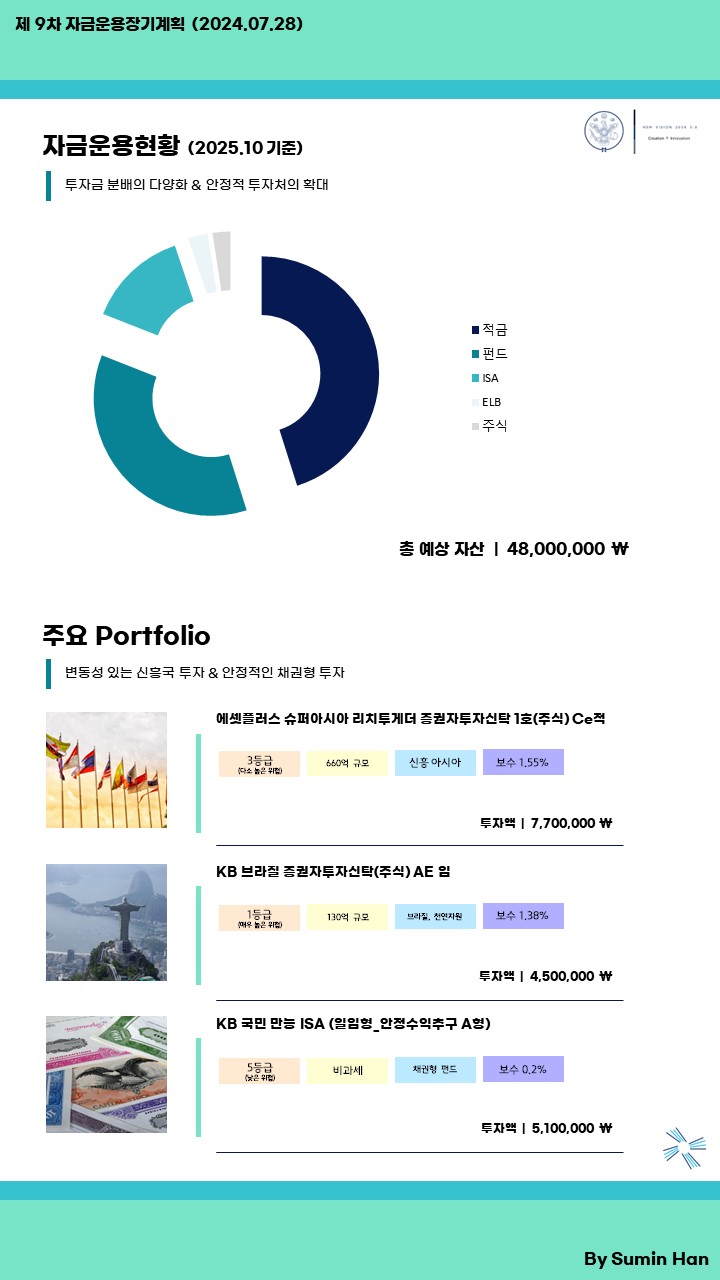 제 9차 자금운용장기계획 (2024.07.28)
NEW VISION 2024 2.0
Creation + Innovation
자금운용현황 (2025.10 기준)
투자금 분배의 다양화 & 안정적 투자처의 확대
적금
펀드
ISA
ELB
주식
총 예상 자산 | 48,000,000 ₩
주요 Portfolio
변동성 있는 신흥국 투자 & 안정적인 채권형 투자
에셋플러스 슈퍼아시아 리치투게더 증권자투자신탁 1호(주식) Ce적
3등급 660억 규모 신흥 아시아 보수 1.55%
(다소 높은 위험)
투자액 | 7,700,000 ₩
KB 브라질 증권자투자신탁(주식) AE 임
1등급 130억 규모 브라질, 천연자원 보수 1.38%
(매우 높은 위험)
투자액 | 4,500,000 ₩
KB 국민 만능 ISA (일임형_안정수익추구 A형)
5등급 비과세 채권형 펀드 보수 0.2%
(낮은 위험)
투자액 | 5,100,000 ₩
By Sumin Han